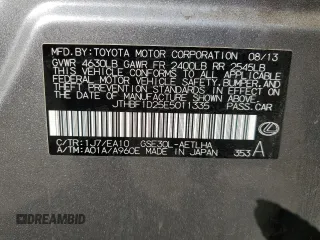 MFD.BY:TOYOTA MOTOR CORPORATION 08/13
GVWR 4630LB GAWR FR 2400LB RR 2545LB
THIS VEHICLE CONFORMS TO ALL APPLICABLE
FEDERAL MOTOR VEHICLE SAFETY, BUMPER, AND
THEFT PREVENTION STANDARDS IN EFFECT ON
THE DATE OF MANUFACTURE SHOWN ABOVE.
JTHBF1D25E5011335 PASS.CAR
C/TR:1J7/EA10 GSE30L-AETLHA
A/TM:A01A/A960E MADE IN JAPAN 353 A
DREAMBID